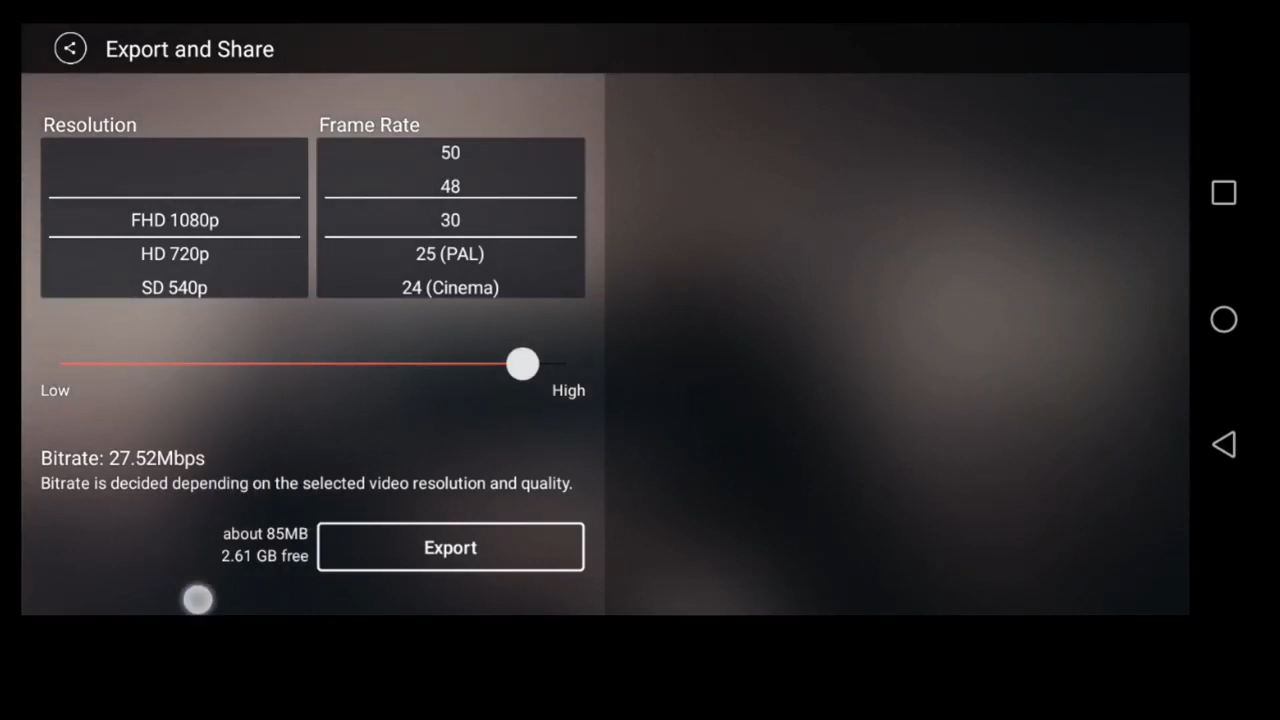 Export and Share
Resolution
FHD 1080p
HD 720p
SD 540p
Frame Rate
50
48
30
25 (PAL)
24 (Cinema)
Low
High
Bitrate: 27.52Mbps
Bitrate is decided depending on the selected video resolution and quality.
about 85MB
2.61 GB free
Export